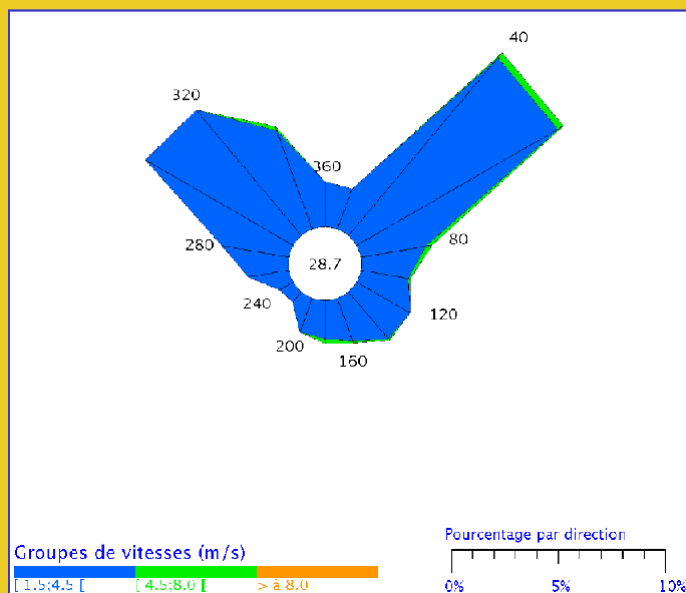 40
320
360
28.7
280
80
240
120
200
160
Groupes de vitesses (m/s)
[ 1.5;4.5 [ [ 4.5;8.0 [ > à 8.0
Pourcentage par direction
0% 5% 10%